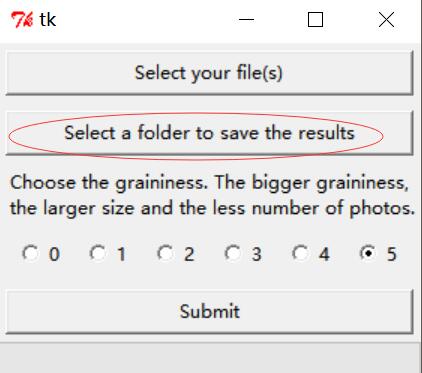 tk
Select your file(s)
Select a folder to save the results
Choose the graininess. The bigger graininess,
the larger size and the less number of photos.
0 1 2 3 4 5
Submit